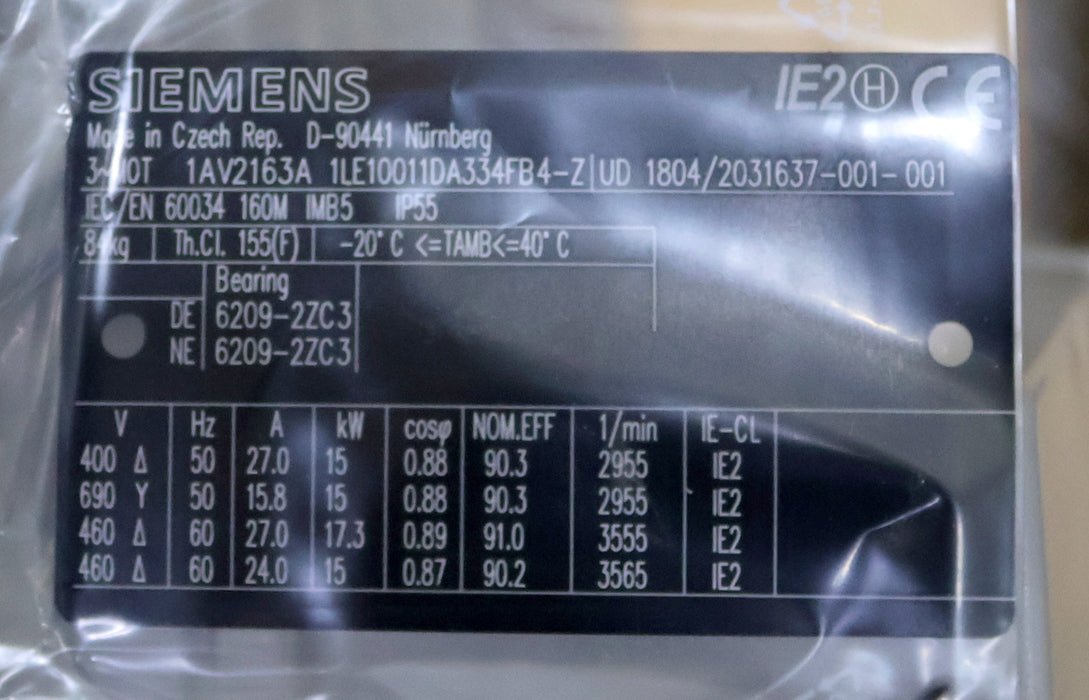 SIEMENS IE2 H CE
Made in Czech Rep. D-90441 Nürnberg
3~MOT 1AV2163A 1LE10011DA334FB4-Z UD 1804/2031637-001-001
IEC/EN 60034 160M IMB5 IP55
84kg Th.Cl. 155(F) -20°C <=TAMB<=40°C
Bearing
DE 6209-2ZC3
NE 6209-2ZC3
V Hz A kW cosφ NOM.EFF 1/min IE-CL
400 Δ 50 27.0 15 0.88 90.3 2955 IE2
690 Y 50 15.8 15 0.88 90.3 2955 IE2
460 Δ 60 27.0 17.3 0.89 91.0 3555 IE2
460 Δ 60 24.0 15 0.87 90.2 3565 IE2